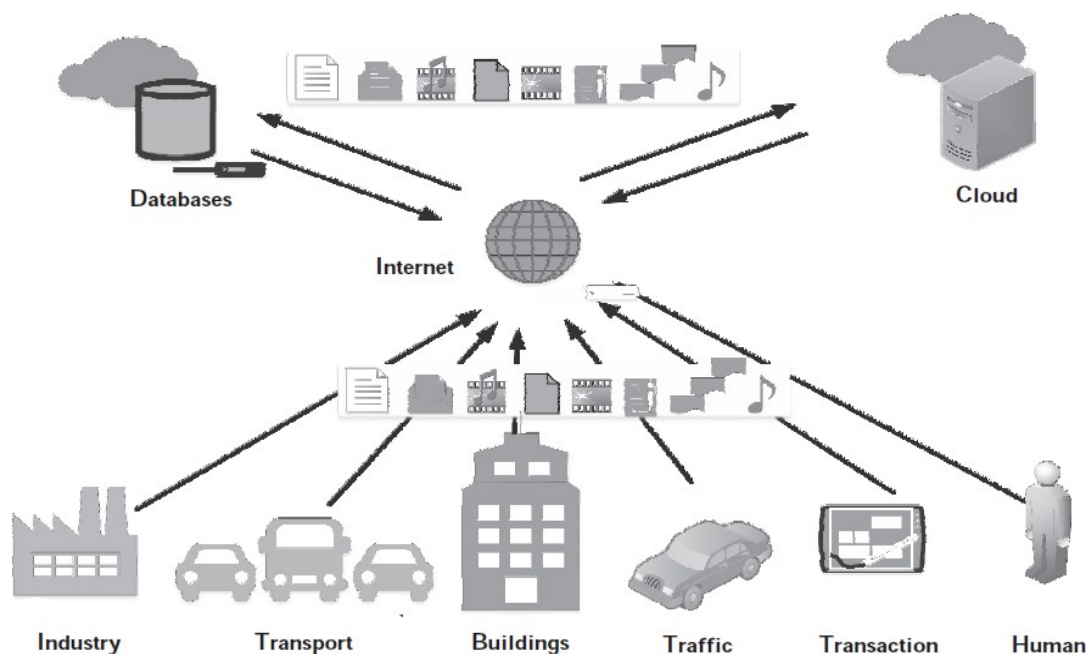 Databases
Cloud
Internet
Industry
Transport
Buildings
Traffic
Transaction
Human